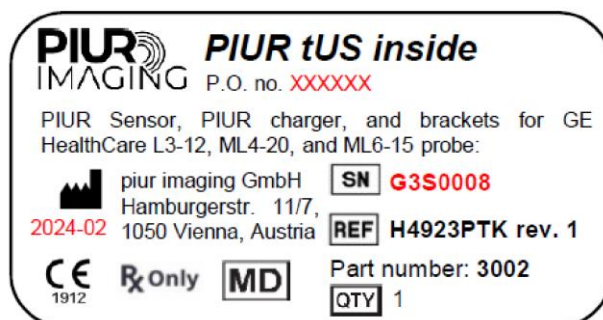 PIUR
IMAGING
PIUR tUS inside
P.O. no. XXXXXX
PIUR Sensor, PIUR charger, and brackets for GE
HealthCare L3-12, ML4-20, and ML6-15 probe:
2024-02
piur imaging GmbH
Hamburgerstr. 11/7,
1050 Vienna, Austria
SN G3S0008
REF H4923PTK rev. 1
CE
1912
Rx Only
MD
Part number: 3002
QTY 1